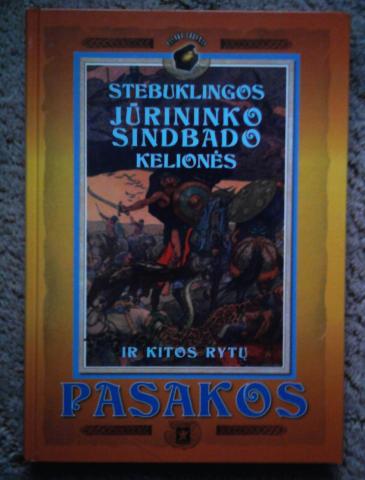 STEBUKLINGOS
JŪRININKO
SINDBADO
KELIONĖS
IR KITOS RYTŲ
PASAKOS